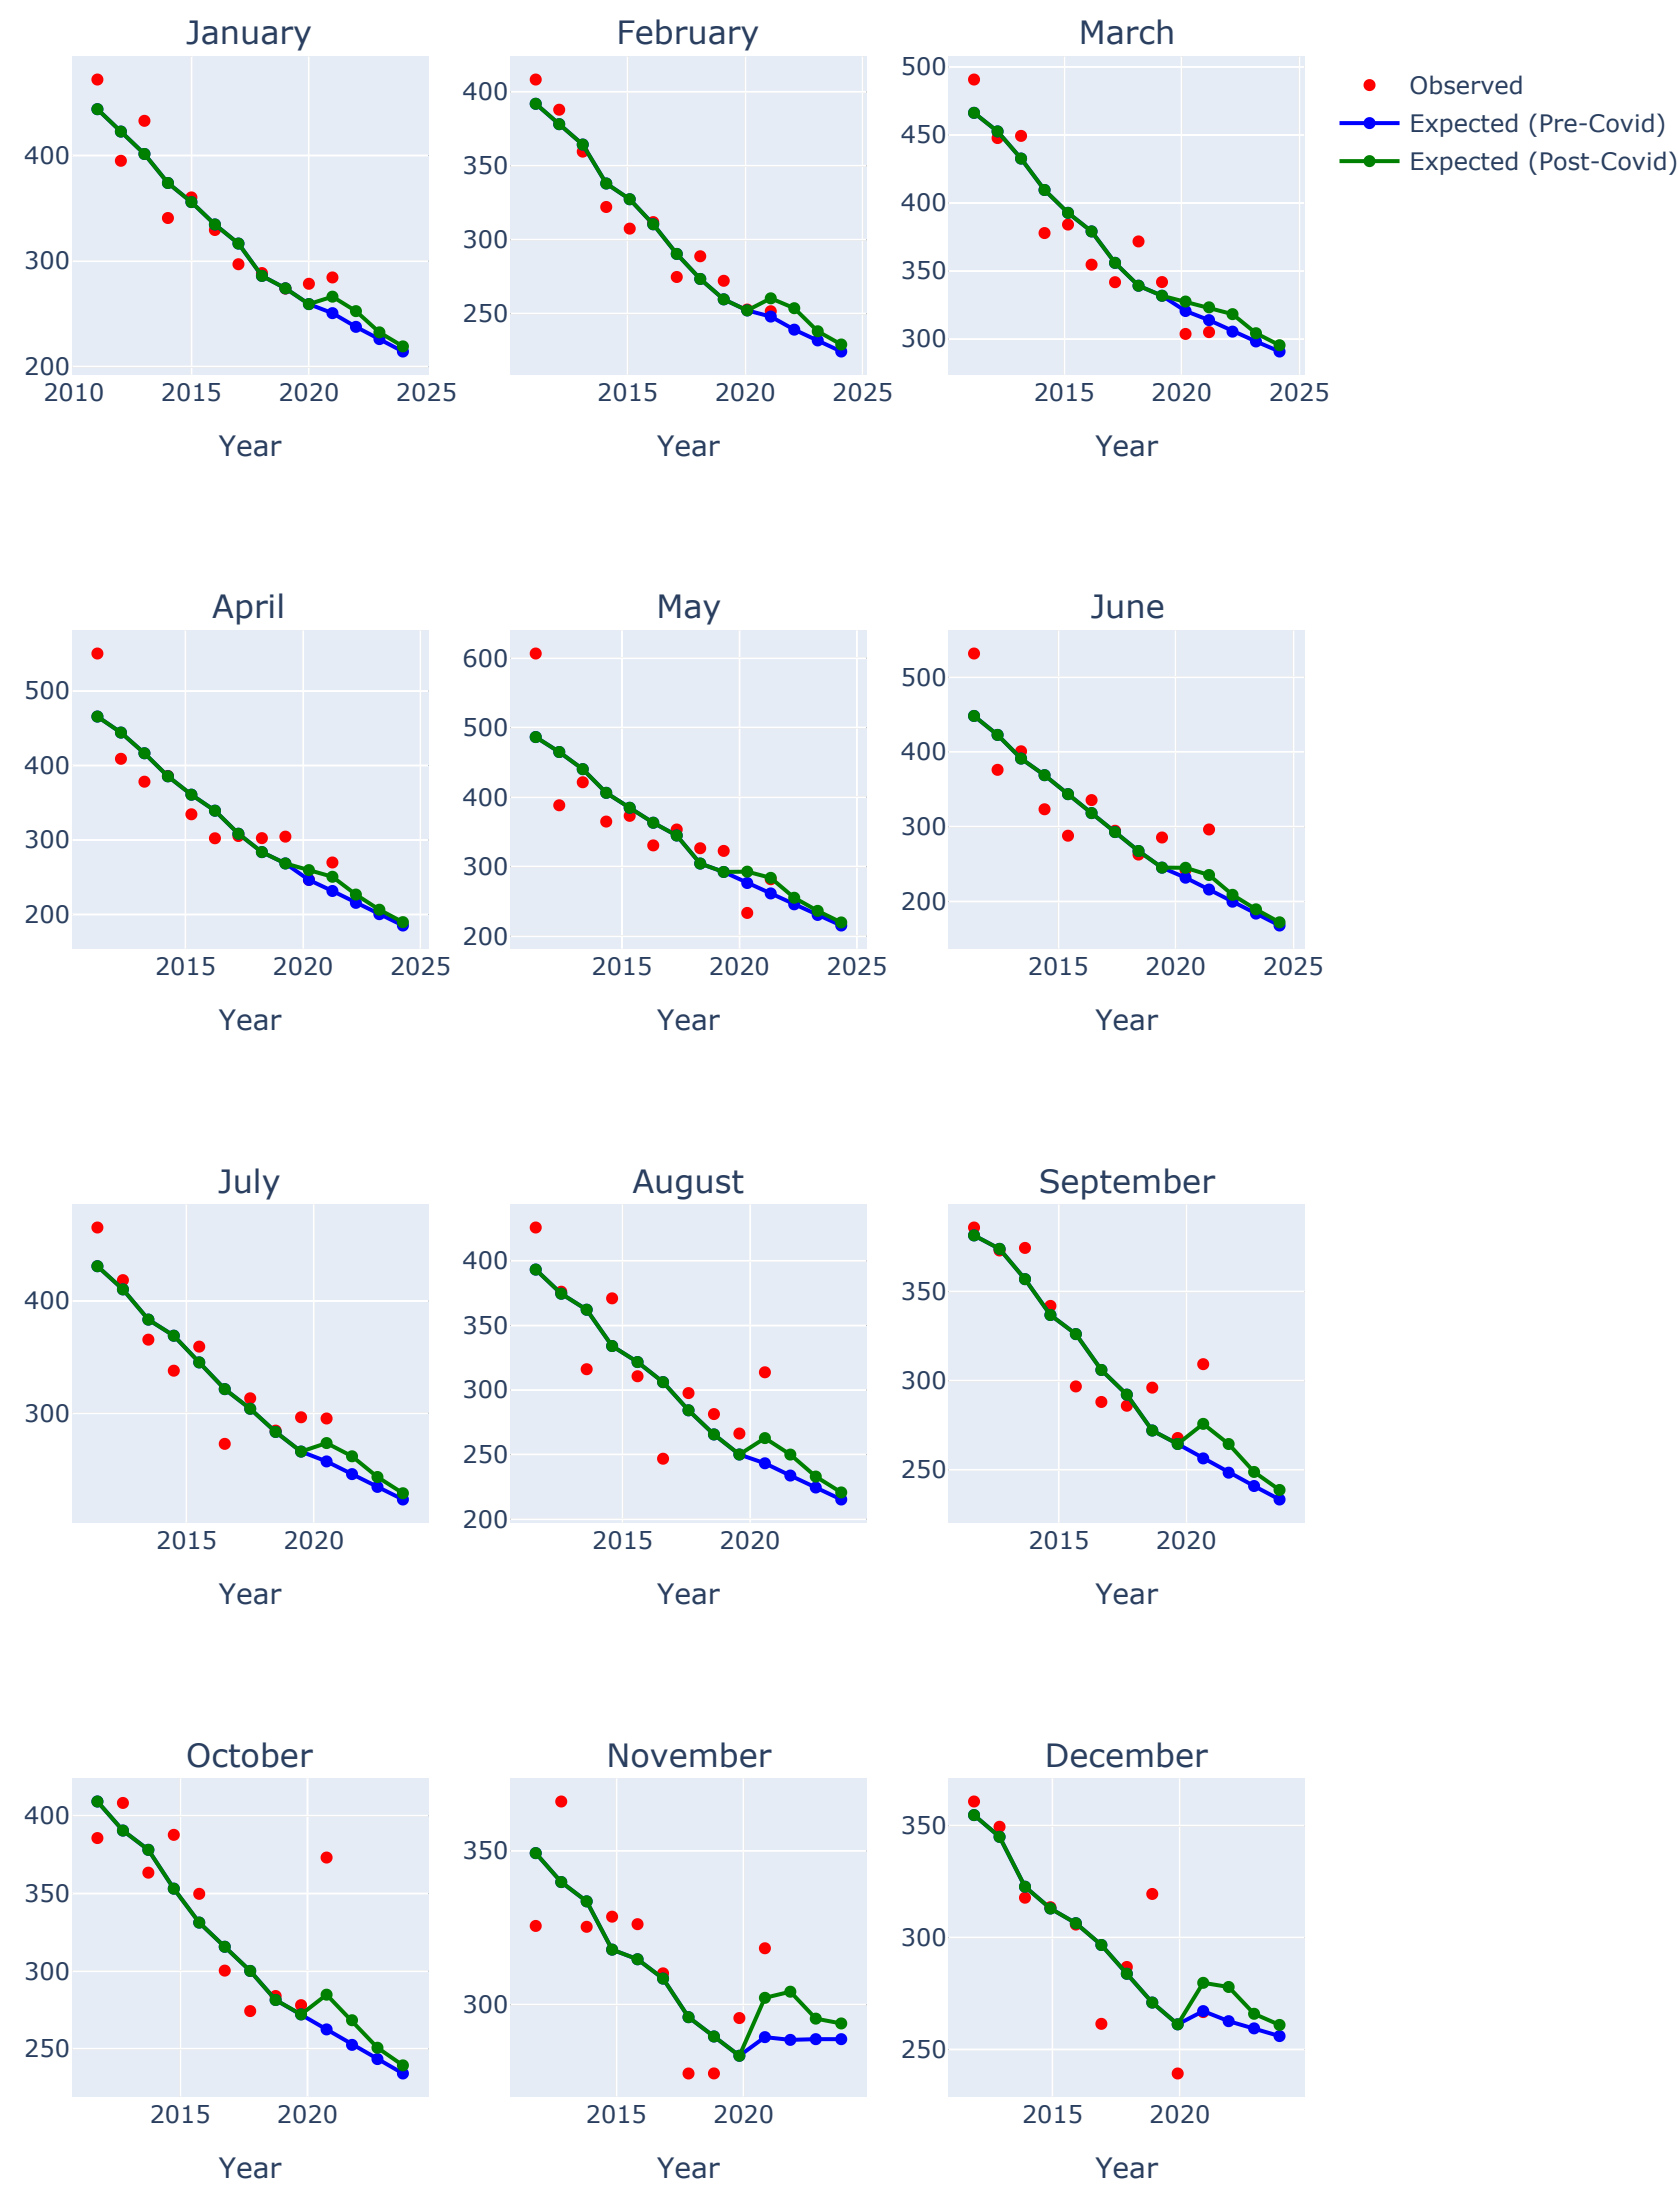 January
February
March
Observed
Expected (Pre-Covid)
Expected (Post-Covid)
400
300
200
2010 2015 2020 2025
Year
400
350
300
250
2015 2020 2025
Year
500
450
400
350
300
2015 2020 2025
Year
April
May
June
500
400
300
200
2015 2020 2025
Year
600
500
400
300
200
2015 2020 2025
Year
500
400
300
200
2015 2020 2025
Year
July
August
September
400
300
2015 2020
Year
400
350
300
250
200
2015 2020
Year
350
300
250
2015 2020
Year
October
November
December
400
350
300
250
2015 2020
Year
350
300
2015 2020
Year
350
300
250
2015 2020
Year